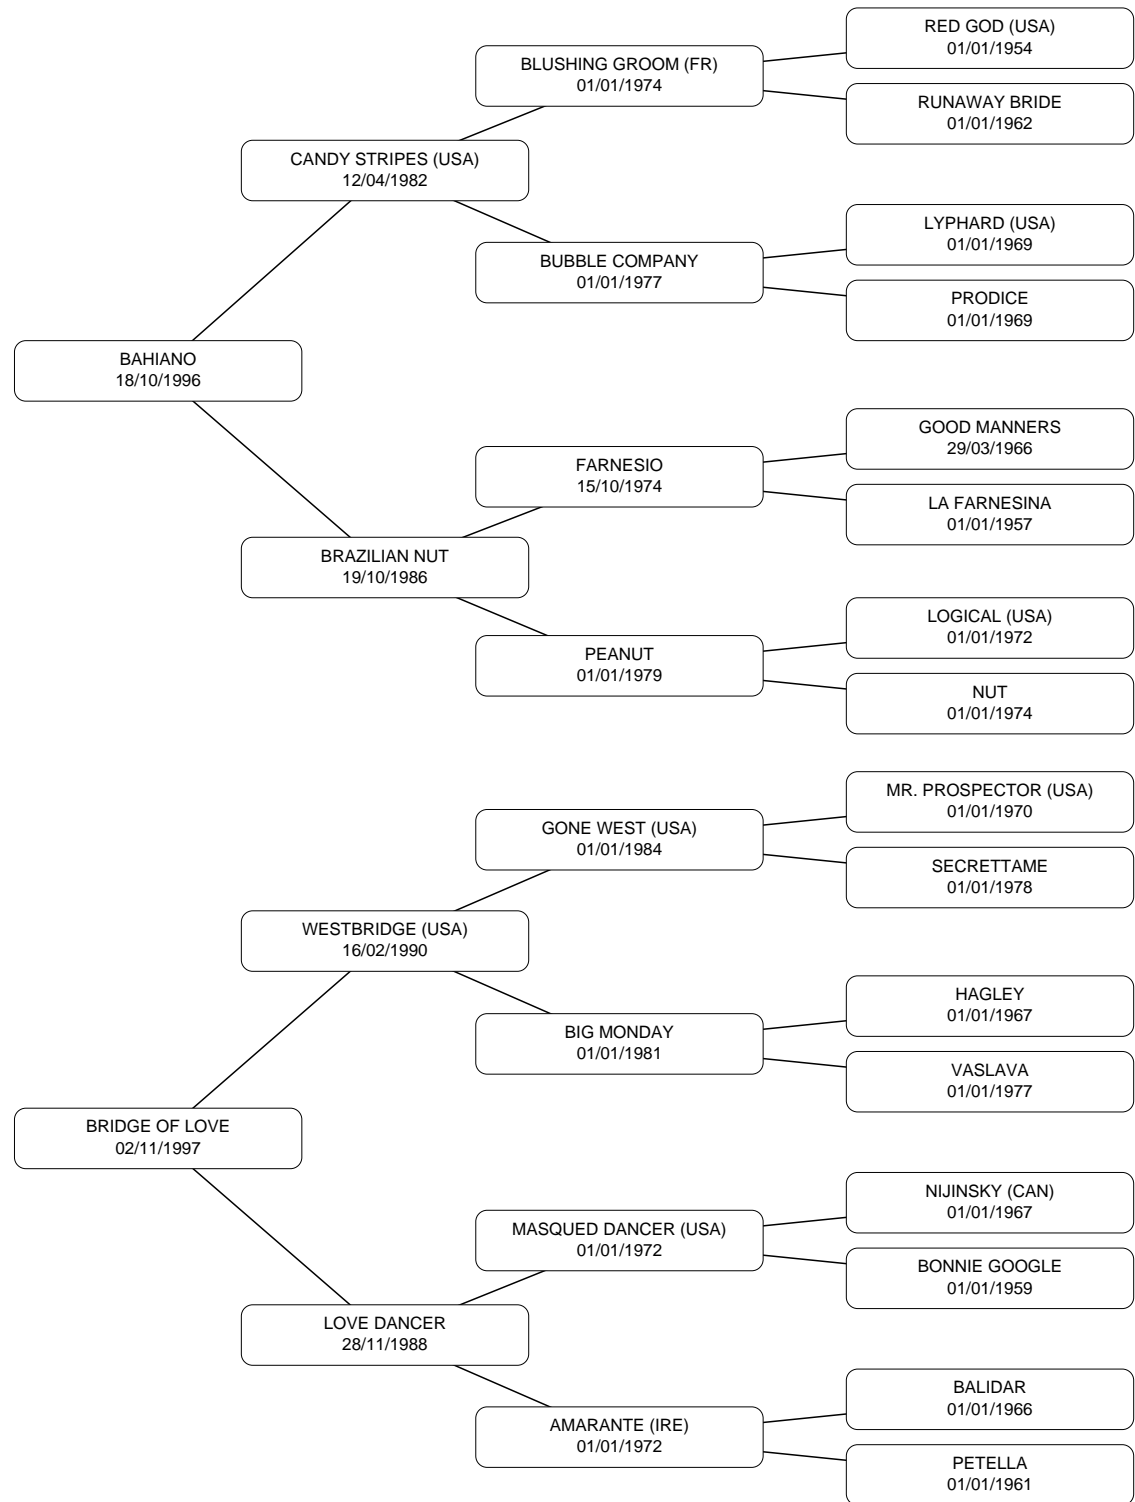 RED GOD (USA)
01/01/1954
BLUSHING GROOM (FR)
01/01/1974
RUNAWAY BRIDE
01/01/1962
CANDY STRIPES (USA)
12/04/1982
LYPHARD (USA)
01/01/1969
BUBBLE COMPANY
01/01/1977
PRODICE
01/01/1969
BAHIANO
18/10/1996
GOOD MANNERS
29/03/1966
FARNESIO
15/10/1974
LA FARNESINA
01/01/1957
BRAZILIAN NUT
19/10/1986
LOGICAL (USA)
01/01/1972
PEANUT
01/01/1979
NUT
01/01/1974
MR. PROSPECTOR (USA)
01/01/1970
GONE WEST (USA)
01/01/1984
SECRETTAME
01/01/1978
WESTBRIDGE (USA)
16/02/1990
HAGLEY
01/01/1967
BIG MONDAY
01/01/1981
VASLAVA
01/01/1977
BRIDGE OF LOVE
02/11/1997
NIJINSKY (CAN)
01/01/1967
MASQUED DANCER (USA)
01/01/1972
BONNIE GOOGLE
01/01/1959
LOVE DANCER
28/11/1988
BALIDAR
01/01/1966
AMARANTE (IRE)
01/01/1972
PETELLA
01/01/1961